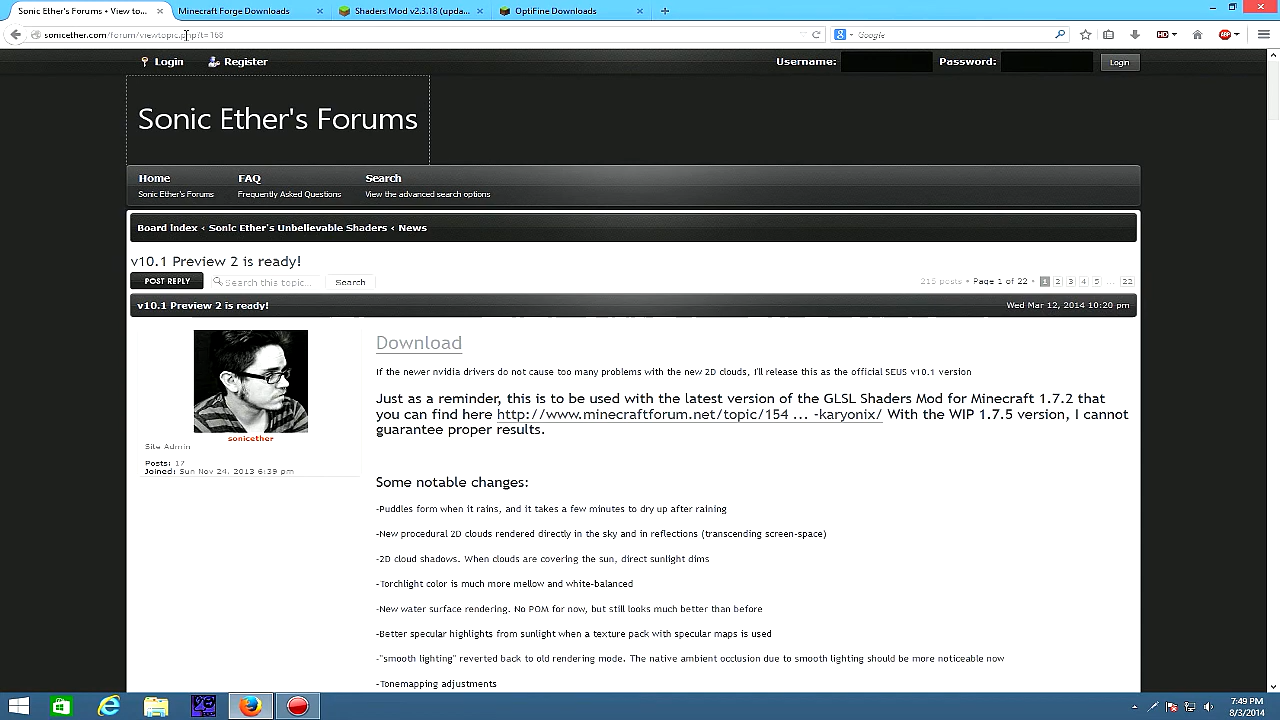 Sonic Ether's Forums • View to...
Minecraft Forge Downloads
Shaders Mod v2.3.18 (upda...
OptiFine Downloads
sonicether.com/forum/viewtopic.php?t=168
Google
Login
Register
Username:
Password:
Login
Sonic Ether's Forums
Home
FAQ
Search
Sonic Ether's Forums
Frequently Asked Questions
View the advanced search options
Board index ‹ Sonic Ether's Unbelievable Shaders ‹ News
v10.1 Preview 2 is ready!
POST REPLY
Search this topic...
Search
215 posts • Page 1 of 22 • 1 2 3 4 5 ... 22
v10.1 Preview 2 is ready!
Wed Mar 12, 2014 10:20 pm
Download
If the newer nvidia drivers do not cause too many problems with the new 2D clouds, I'll release this as the official SEUS v10.1 version
Just as a reminder, this is to be used with the latest version of the GLSL Shaders Mod for Minecraft 1.7.2 that
you can find here http://www.minecraftforum.net/topic/154 ... -karyonix/ With the WIP 1.7.5 version, I cannot
guarantee proper results.
sonicether
Site Admin
Posts: 17
Joined: Sun Nov 24, 2013 6:39 pm
Some notable changes:
-Puddles form when it rains, and it takes a few minutes to dry up after raining
-New procedural 2D clouds rendered directly in the sky and in reflections (transcending screen-space)
-2D cloud shadows. When clouds are covering the sun, direct sunlight dims
-Torchlight color is much more mellow and white-balanced
-New water surface rendering. No POM for now, but still looks much better than before
-Better specular highlights from sunlight when a texture pack with specular maps is used
-"smooth lighting" reverted back to old rendering mode. The native ambient occlusion due to smooth lighting should be more noticeable now
-Tonemapping adjustments
7:49 PM
8/3/2014